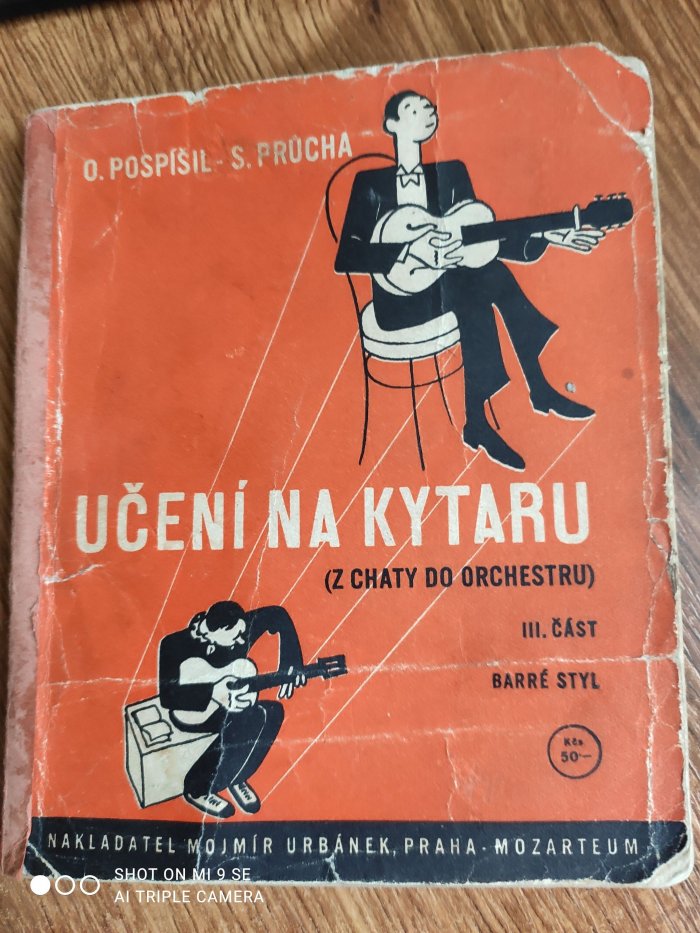 O. POSPÍŠIL - S. PRŮCHA
UČENÍ NA KYTARU
(Z CHATY DO ORCHESTRU)
III. ČÁST
BARRÉ STYL
Kčs
50·—
NAKLADATEL MOJMÍR URBÁNEK, PRAHA - MOZARTEUM
SHOT ON MI 9 SE
AI TRIPLE CAMERA